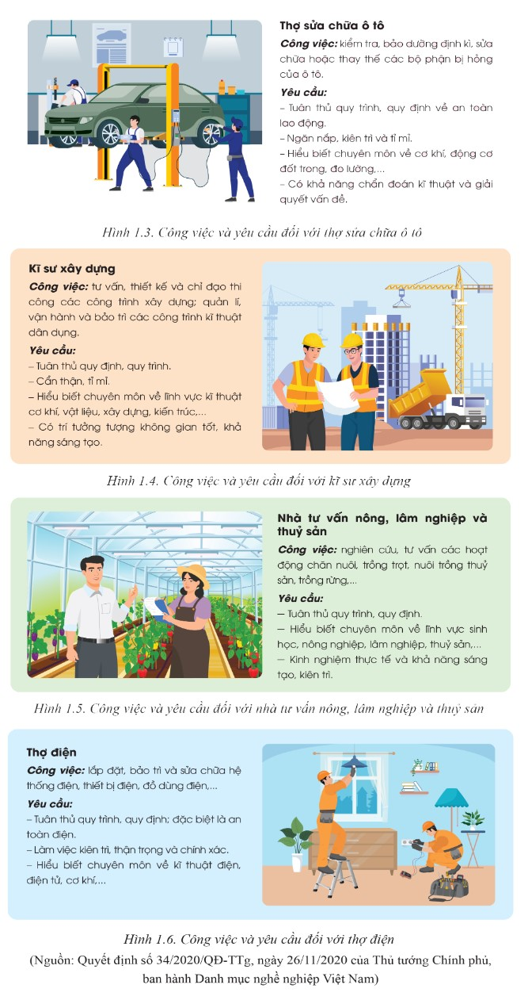 Thợ sửa chữa ô tô
Công việc: kiểm tra, bảo dưỡng định kì, sửa
chữa hoặc thay thế các bộ phận bị hỏng
của ô tô.
Yêu cầu:
– Tuân thủ quy trình, quy định về an toàn
lao động.
– Ngăn nắp, kiên trì và tỉ mỉ.
– Hiểu biết chuyên môn về cơ khí, động cơ
đốt trong, đo lường,...
– Có khả năng chẩn đoán kĩ thuật và giải
quyết vấn đề.
Hình 1.3. Công việc và yêu cầu đối với thợ sửa chữa ô tô
Kĩ sư xây dựng
Công việc: tư vấn, thiết kế và chỉ đạo thi
công các công trình xây dựng; quản lí,
vận hành và bảo trì các công trình kĩ thuật
dân dụng.
Yêu cầu:
– Tuân thủ quy định, quy trình.
– Cẩn thận, tỉ mỉ.
– Hiểu biết chuyên môn về lĩnh vực kĩ thuật
cơ khí, vật liệu, xây dựng, kiến trúc,...
– Có trí tưởng tượng không gian tốt, khả
năng sáng tạo.
Hình 1.4. Công việc và yêu cầu đối với kĩ sư xây dựng
Nhà tư vấn nông, lâm nghiệp và
thuỷ sản
Công việc: nghiên cứu, tư vấn các hoạt
động chăn nuôi, trồng trọt, nuôi trồng thuỷ
sản, trồng rừng,...
Yêu cầu:
– Tuân thủ quy trình, quy định.
– Hiểu biết chuyên môn về lĩnh vực sinh
học, nông nghiệp, lâm nghiệp, thuỷ sản,...
– Kinh nghiệm thực tế và khả năng sáng
tạo, kiên trì.
Hình 1.5. Công việc và yêu cầu đối với nhà tư vấn nông, lâm nghiệp và thuỷ sản
Thợ điện
Công việc: lắp đặt, bảo trì và sửa chữa hệ
thống điện, thiết bị điện, đồ dùng điện,...
Yêu cầu:
– Tuân thủ quy trình, quy định; đặc biệt là an
toàn điện.
– Làm việc kiên trì, thận trọng và chính xác.
– Hiểu biết chuyên môn về kĩ thuật điện,
điện tử, cơ khí,...
Hình 1.6. Công việc và yêu cầu đối với thợ điện
(Nguồn: Quyết định số 34/2020/QĐ-TTg, ngày 26/11/2020 của Thủ tướng Chính phủ,
ban hành Danh mục nghề nghiệp Việt Nam)